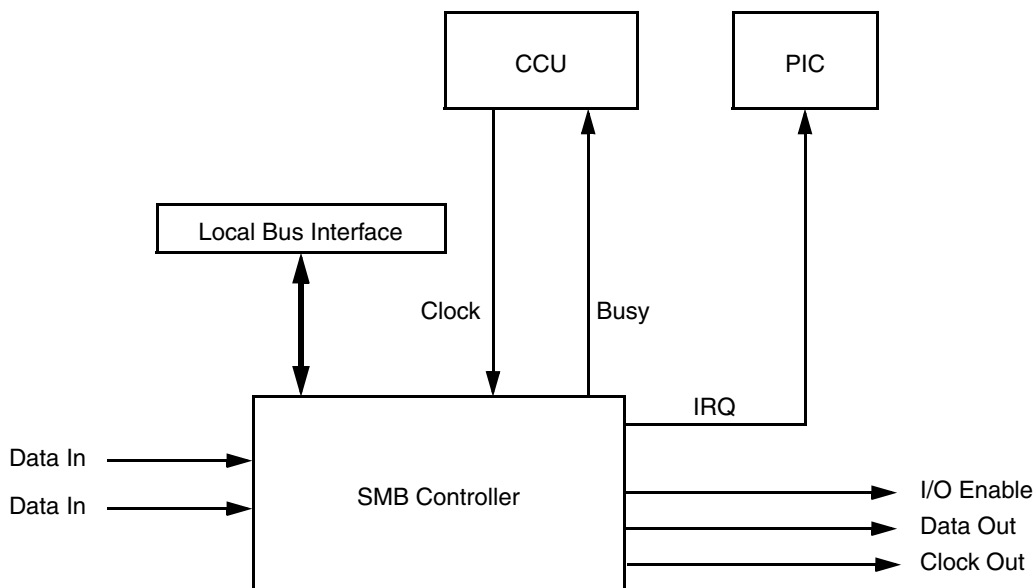 CCU
PIC
Local Bus Interface
Clock
Busy
IRQ
Data In
Data In
SMB Controller
I/O Enable
Data Out
Clock Out